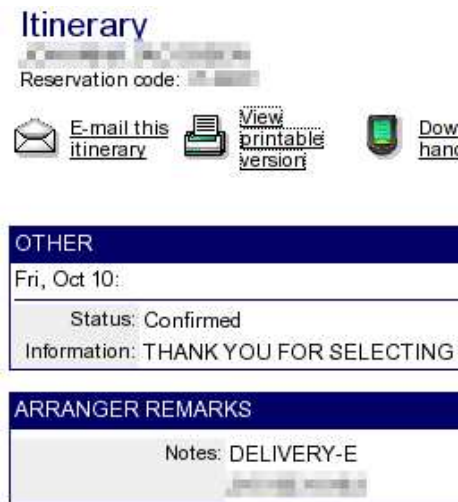 Itinerary
Reservation code:
E-mail this
itinerary
View
printable
version
Dow
hand
OTHER
Fri, Oct 10:
Status: Confirmed
Information: THANK YOU FOR SELECTING
ARRANGER REMARKS
Notes: DELIVERY-E